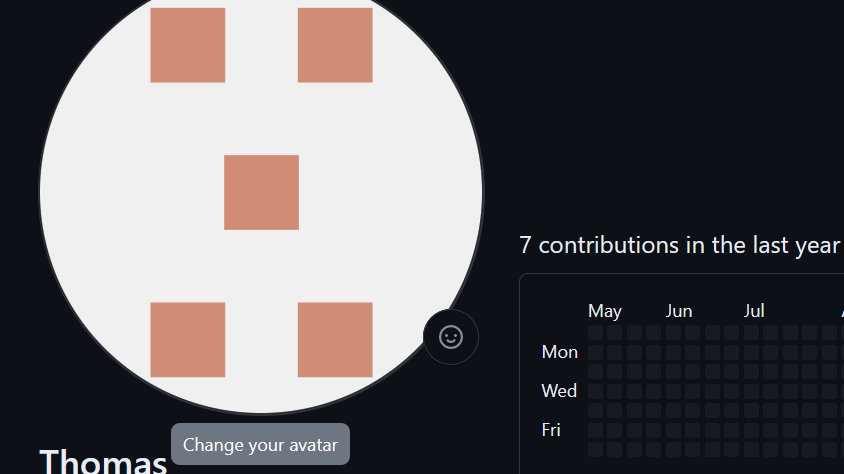 7 contributions in the last year
May Jun Jul
Mon
Wed
Fri
Change your avatar
Thomas